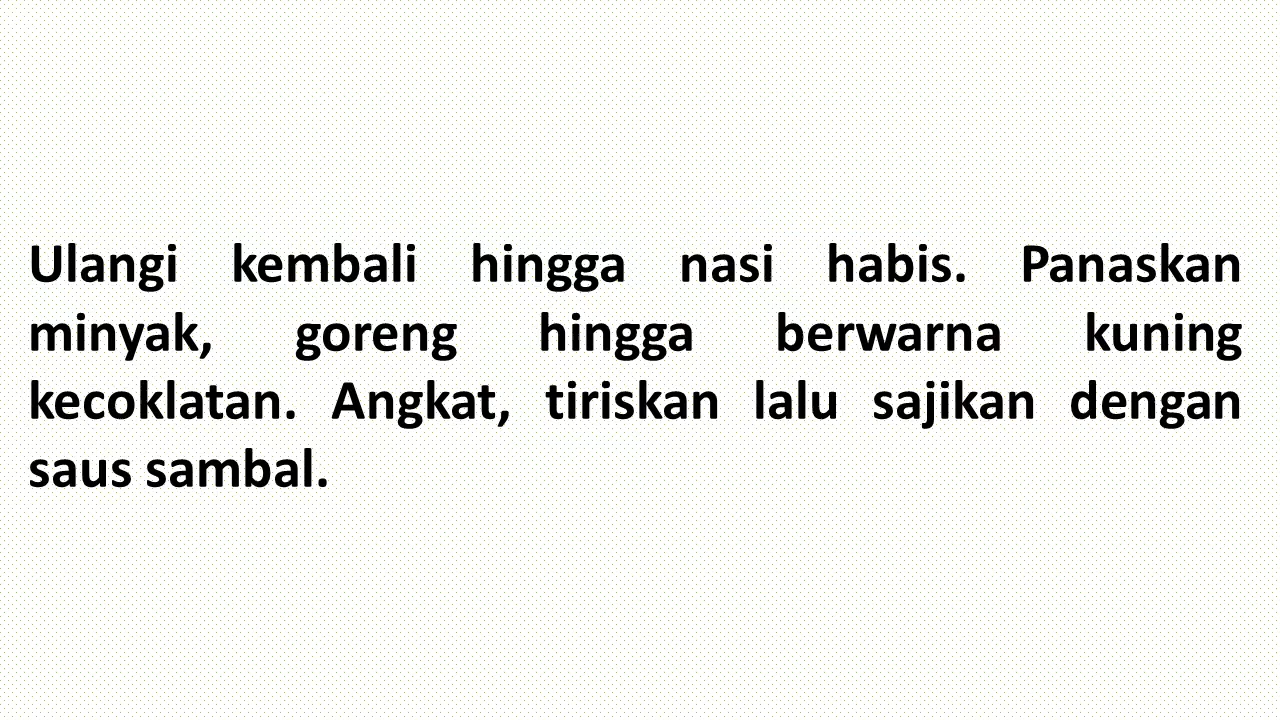 Ulangi kembali hingga nasi habis. Panaskan
minyak, goreng hingga berwarna kuning
kecoklatan. Angkat, tiriskan lalu sajikan dengan
saus sambal.